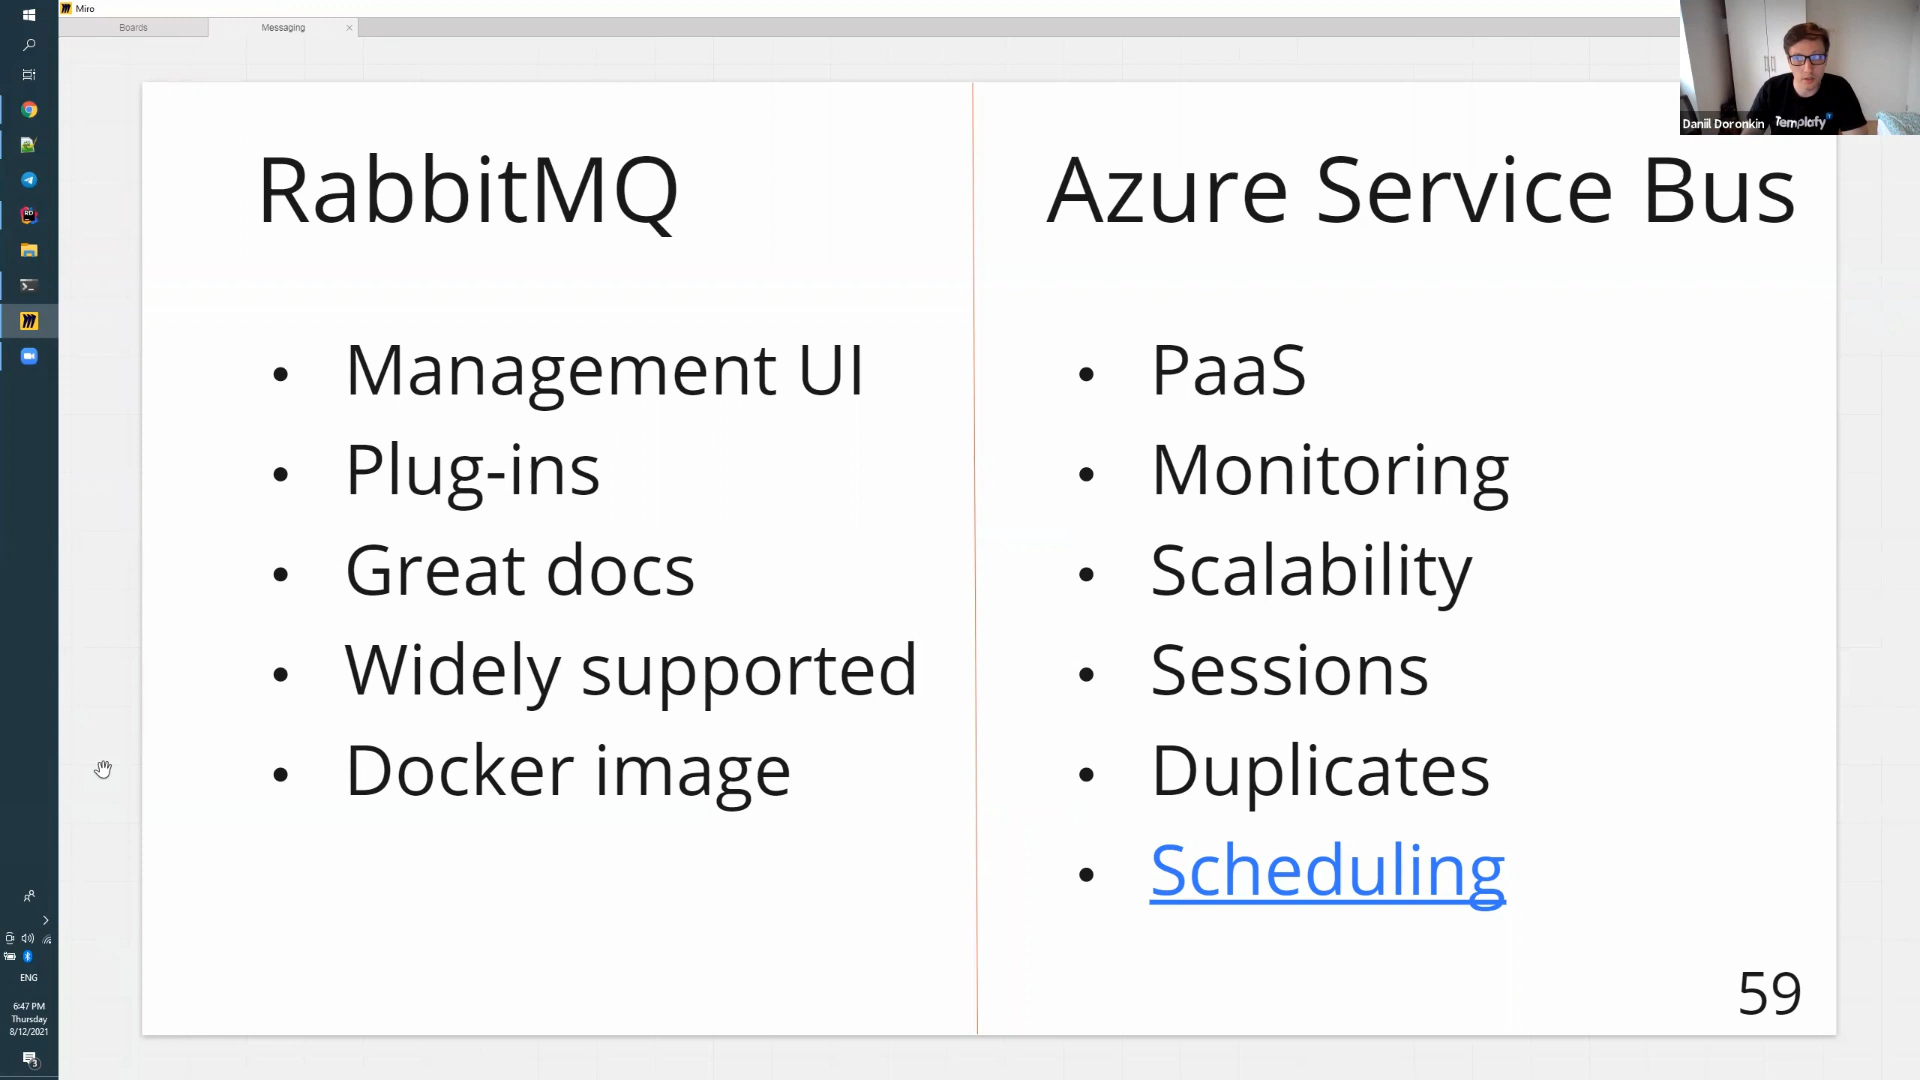 Miro
Boards
Messaging
Daniil Doronkin
Templafy
RabbitMQ
• Management UI
• Plug-ins
• Great docs
• Widely supported
• Docker image
Azure Service Bus
• PaaS
• Monitoring
• Scalability
• Sessions
• Duplicates
• Scheduling
59
ENG
6:47 PM
Thursday
8/12/2021
3